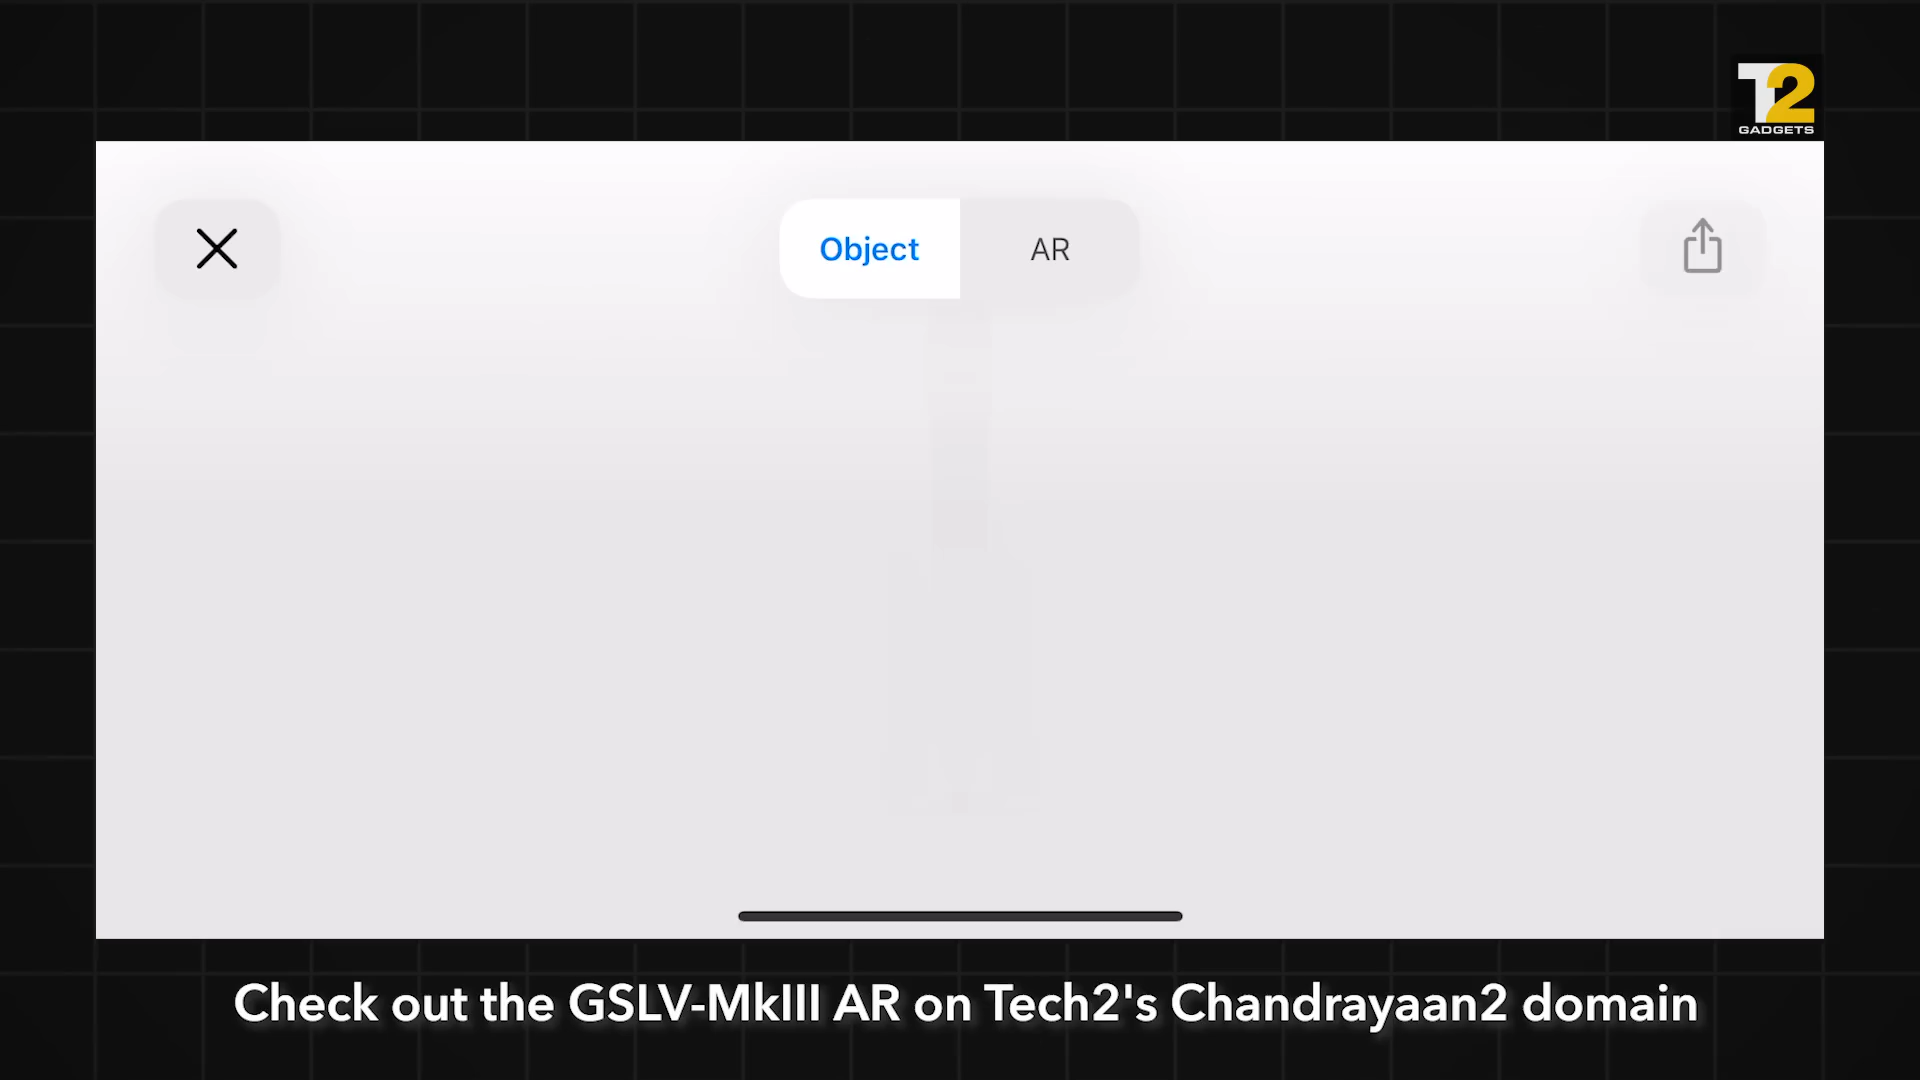 T2
GADGETS
Object
AR
Check out the GSLV-MkIII AR on Tech2's Chandrayaan2 domain